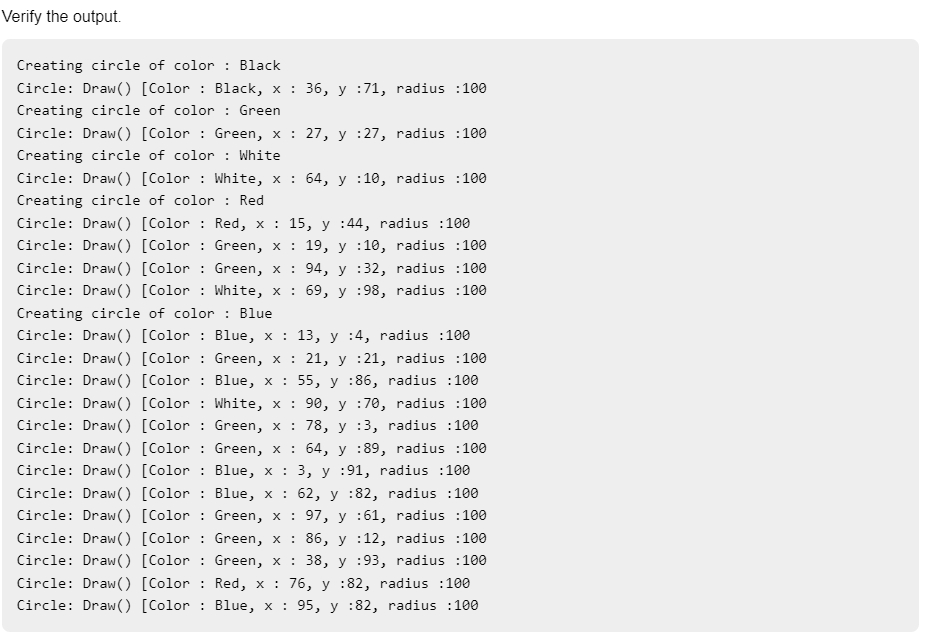 Verify the output.
Creating circle of color : Black
Circle: Draw() [Color : Black, x : 36, y :71, radius :100
Creating circle of color : Green
Circle: Draw() [Color : Green, x : 27, y :27, radius :100
Creating circle of color : White
Circle: Draw() [Color : White, x : 64, y :10, radius :100
Creating circle of color : Red
Circle: Draw() [Color : Red, x : 15, y :44, radius :100
Circle: Draw() [Color : Green, x : 19, y :10, radius :100
Circle: Draw() [Color : Green, x : 94, y :32, radius :100
Circle: Draw() [Color : White, x : 69, y :98, radius :100
Creating circle of color : Blue
Circle: Draw() [Color : Blue, x : 13, y :4, radius :100
Circle: Draw() [Color : Green, x : 21, y :21, radius :100
Circle: Draw() [Color : Blue, x : 55, y :86, radius :100
Circle: Draw() [Color : White, x : 90, y :70, radius :100
Circle: Draw() [Color : Green, x : 78, y :3, radius :100
Circle: Draw() [Color : Green, x : 64, y :89, radius :100
Circle: Draw() [Color : Blue, x : 3, y :91, radius :100
Circle: Draw() [Color : Blue, x : 62, y :82, radius :100
Circle: Draw() [Color : Green, x : 97, y :61, radius :100
Circle: Draw() [Color : Green, x : 86, y :12, radius :100
Circle: Draw() [Color : Green, x : 38, y :93, radius :100
Circle: Draw() [Color : Red, x : 76, y :82, radius :100
Circle: Draw() [Color : Blue, x : 95, y :82, radius :100